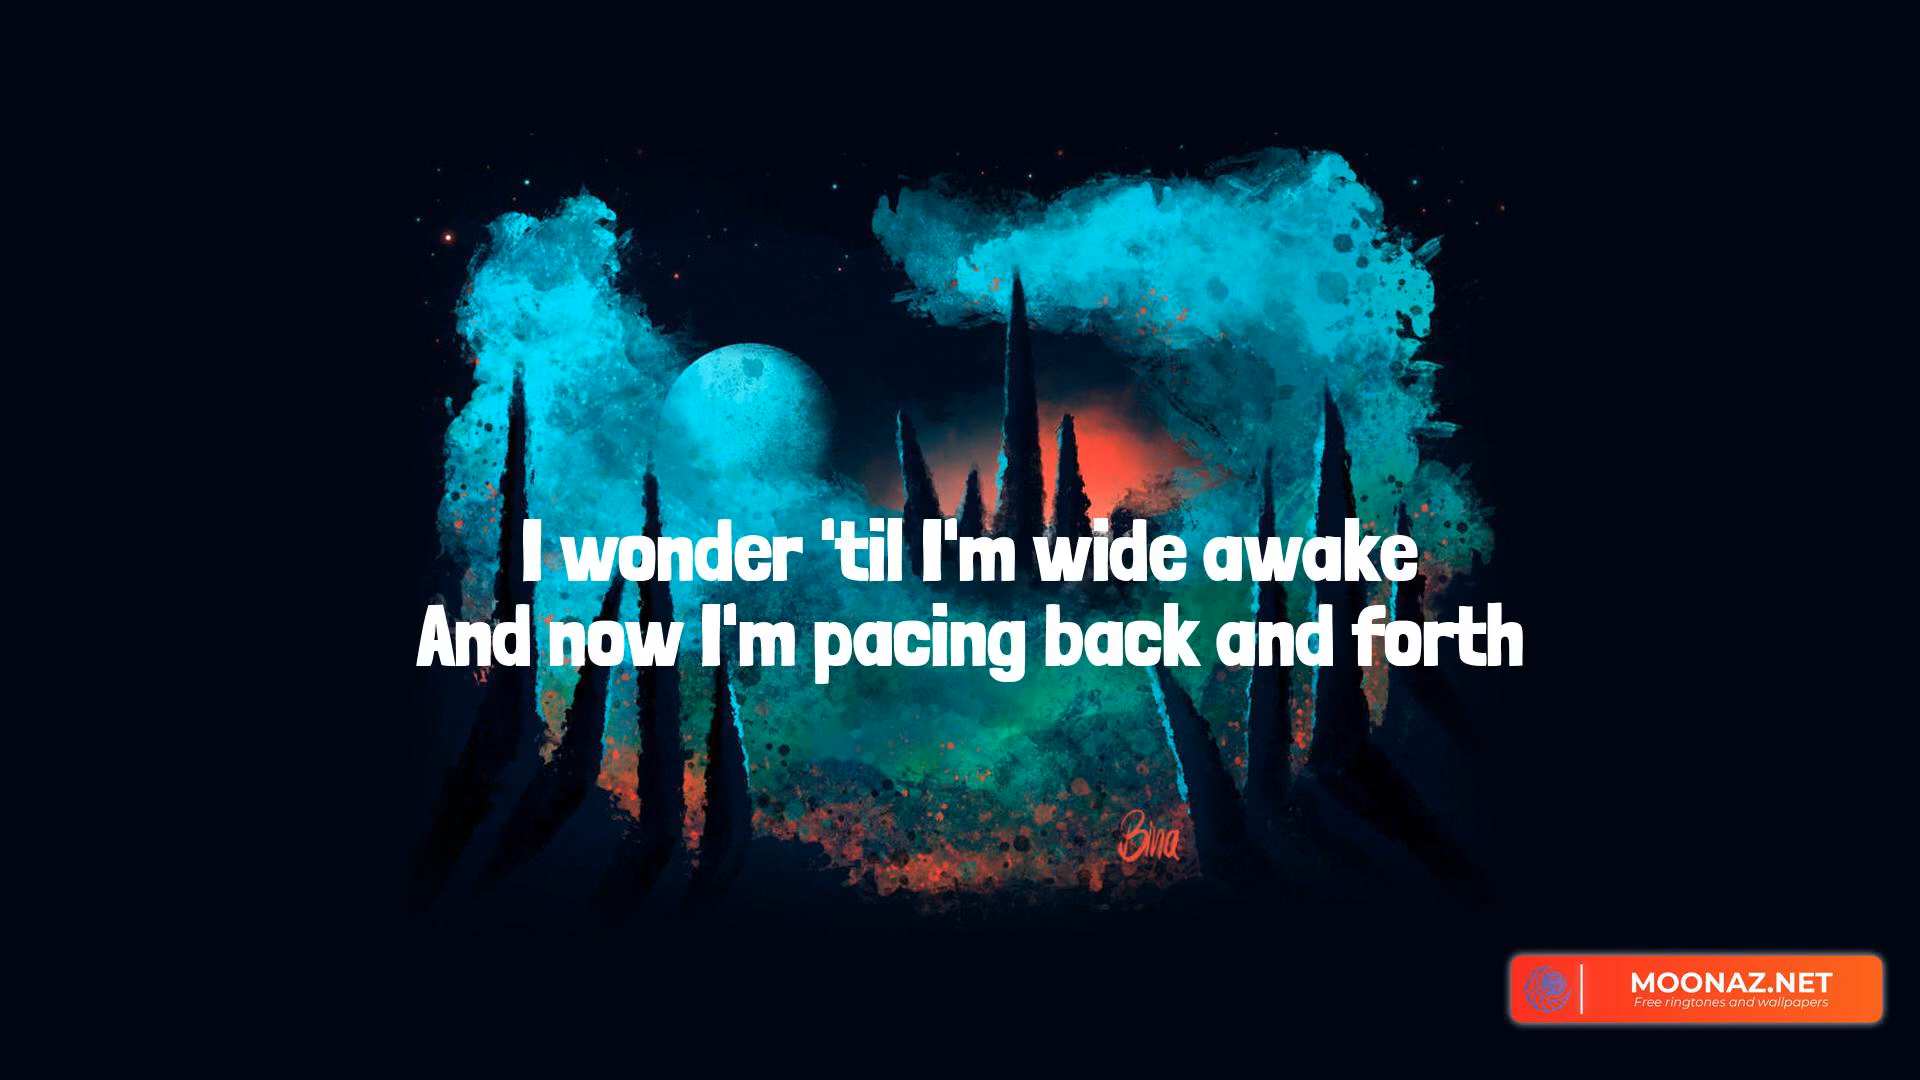 I wonder 'til I'm wide awake
And now I'm pacing back and forth
Bina
MOONAZ.NET
Free ringtones and wallpapers